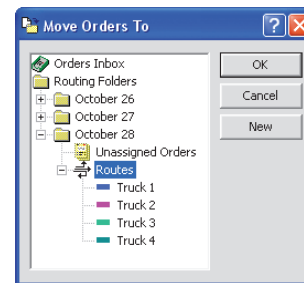 Move Orders To
Orders Inbox
Routing Folders
October 26
October 27
October 28
Unassigned Orders
Routes
Truck 1
Truck 2
Truck 3
Truck 4
OK
Cancel
New